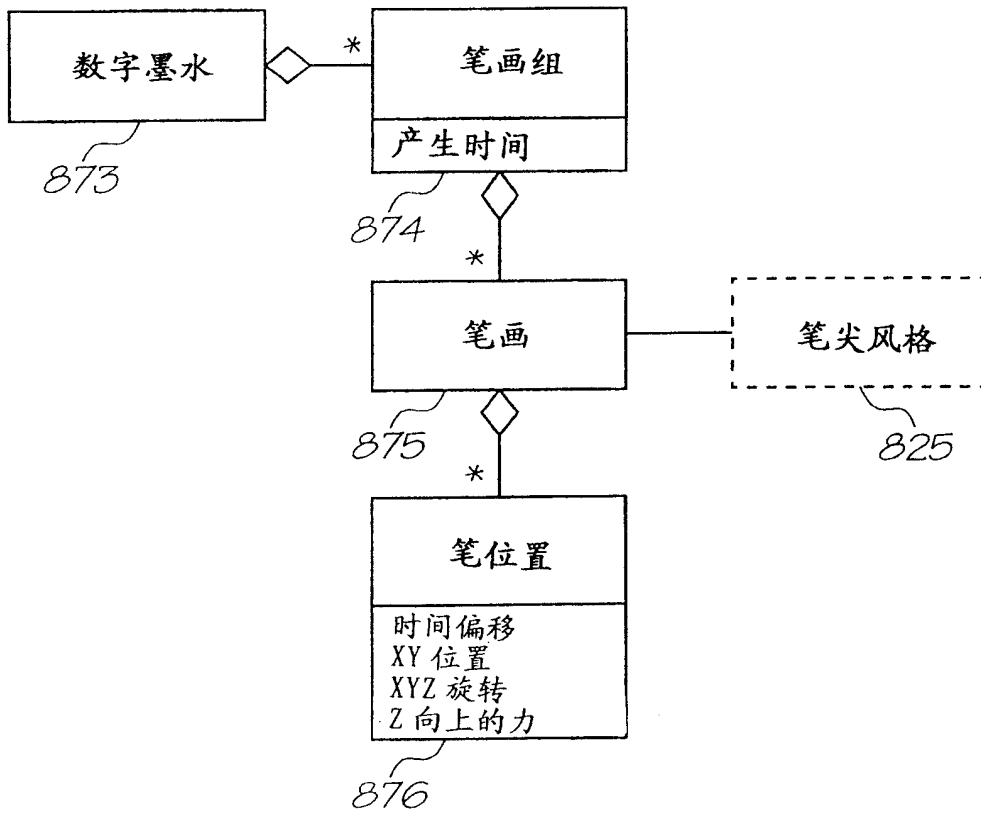 数字墨水
*
笔画组
产生时间
873
874
*
笔画
笔尖风格
875
825
*
笔位置
时间偏移
XY 位置
XYZ 旋转
Z 向上的力
876